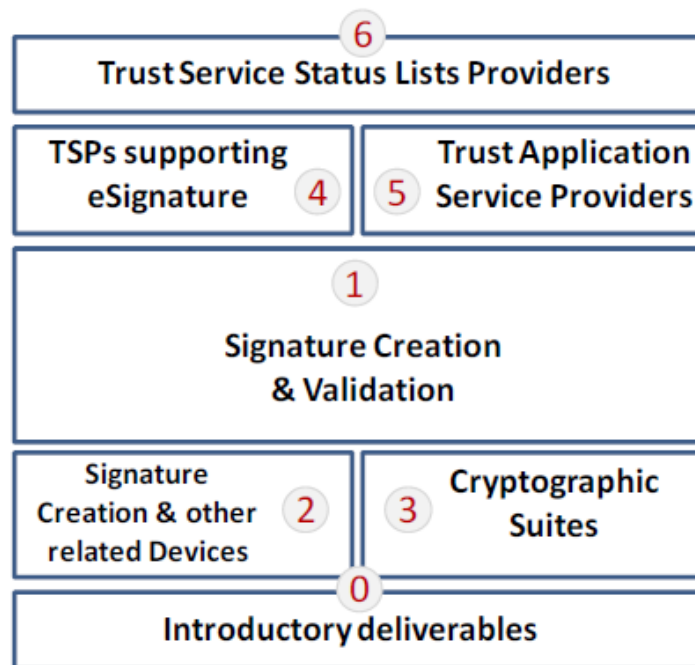 6
Trust Service Status Lists Providers
TSPs supporting
eSignature
4
Trust Application
Service Providers
5
1
Signature Creation
& Validation
Signature
Creation & other
related Devices
2
Cryptographic
Suites
3
0
Introductory deliverables